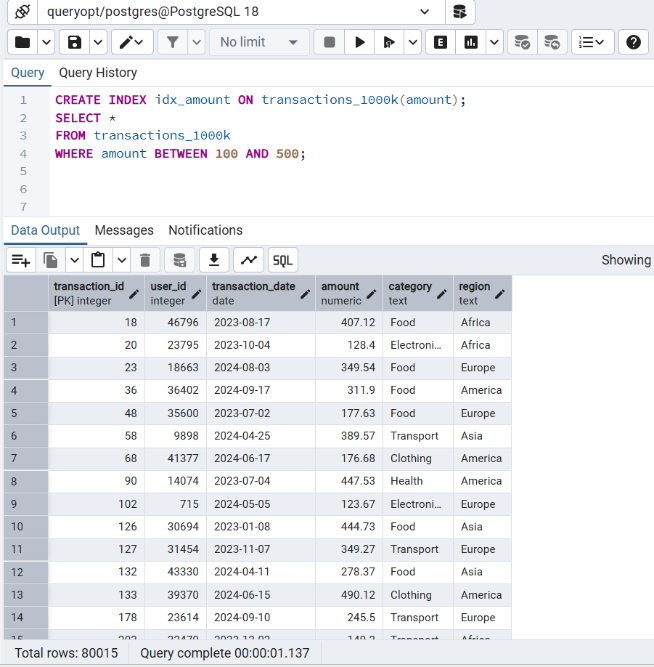 queryopt/postgres@PostgreSQL 18
No limit
E
Query Query History
1 CREATE INDEX idx_amount ON transactions_1000k(amount);
2 SELECT *
3 FROM transactions_1000k
4 WHERE amount BETWEEN 100 AND 500;
5
6
7
Data Output Messages Notifications
SQL Showing
transaction_id user_id transaction_date amount category region
[PK] integer integer date numeric text text
1 18 46796 2023-08-17 407.12 Food Africa
2 20 23795 2023-10-04 128.4 Electroni... Africa
3 23 18663 2024-08-03 349.54 Food Europe
4 36 36402 2024-09-17 311.9 Food America
5 48 35600 2023-07-02 177.63 Food Europe
6 58 9898 2024-04-25 389.57 Transport Asia
7 68 41377 2024-06-17 176.68 Clothing America
8 90 14074 2023-07-04 447.53 Health America
9 102 715 2024-05-05 123.67 Electroni... Europe
10 126 30694 2023-01-08 444.73 Food Asia
11 127 31454 2023-11-07 349.27 Transport Europe
12 132 43330 2024-04-11 278.37 Food Asia
13 133 39370 2024-06-15 490.12 Clothing America
14 178 23614 2024-09-10 245.5 Transport Europe
Total rows: 80015 Query complete 00:00:01.137